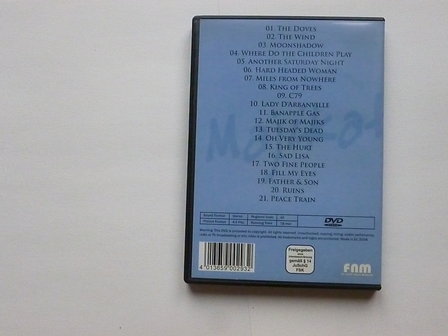 01. The Doves
02. The Wind
03. Moonshadow
04. Where Do the Children Play
05. Another Saturday Night
06. Hard Headed Woman
07. Miles from Nowhere
08. King of Trees
09. C79
10. Lady D'Arbanville
11. Banapple Gas
12. Majik of Majiks
13. Tuesday's Dead
14. Oh Very Young
15. The Hurt
16. Sad Lisa
17. Two Fine People
18. Fill My Eyes
19. Father & Son
20. Ruins
21. Peace Train
DVD
4 013659 002932
Freigegeben
gemäß § 14
JuSchG
FSK
FNM